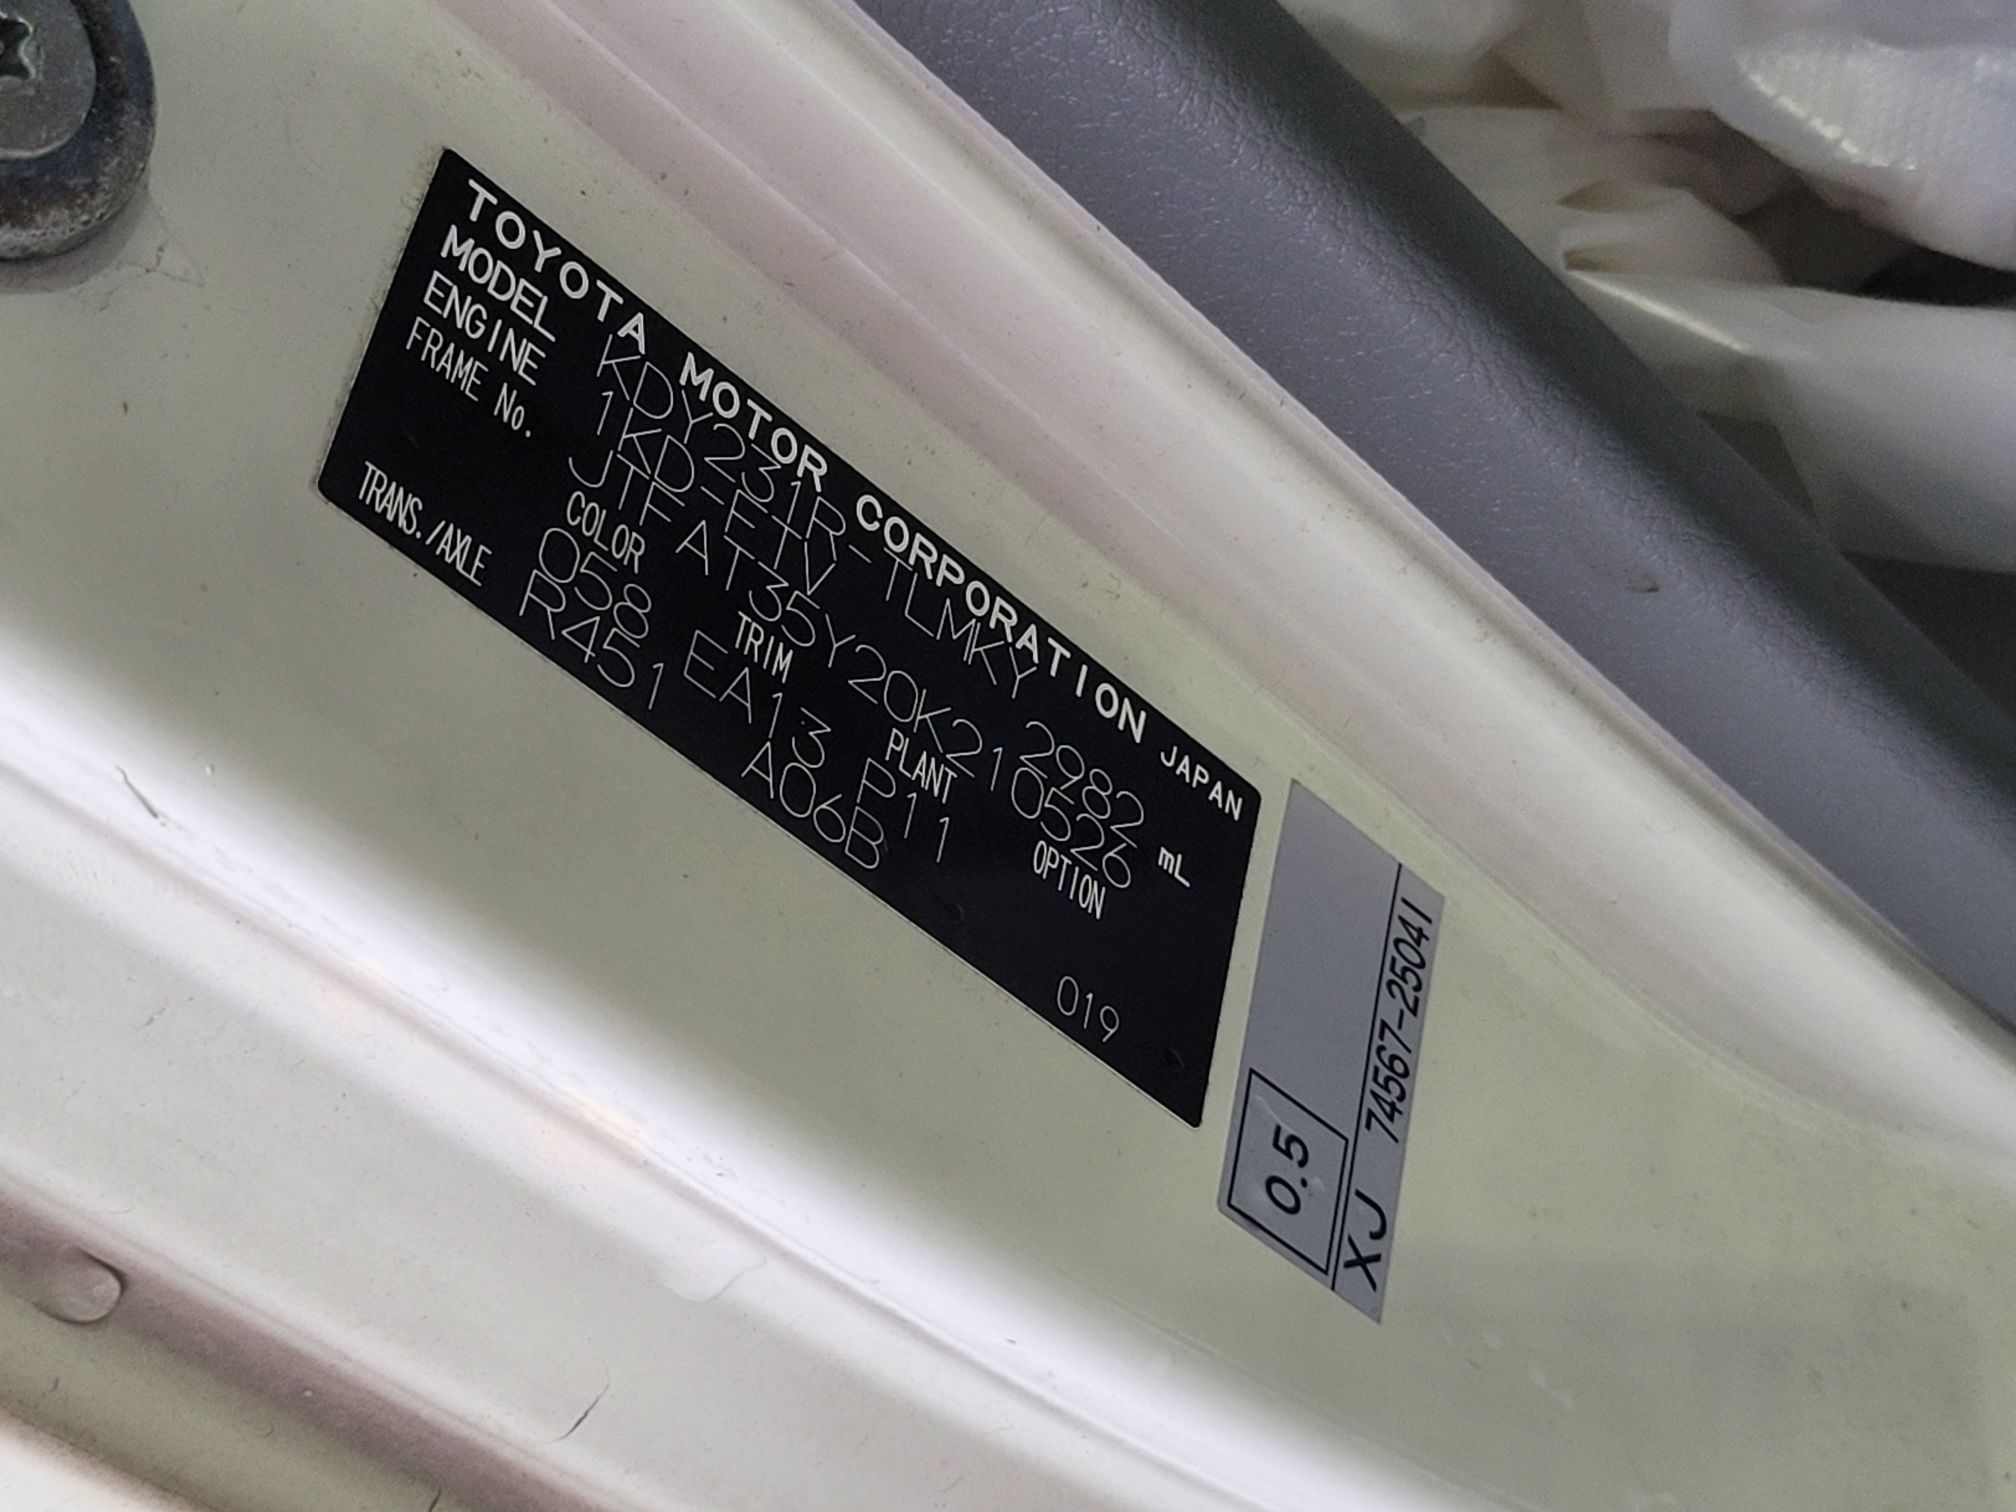 TOYOTA MOTOR CORPORATION JAPAN
MODEL KDY231R-TLMKY
ENGINE 1KD-FTV 2982 mL
FRAME No. JTFAT35Y20K210526
COLOR TRIM PLANT OPTION
058 EA13 P11
TRANS./AXLE R451 A06B
019
0.5
XJ 74567-25041